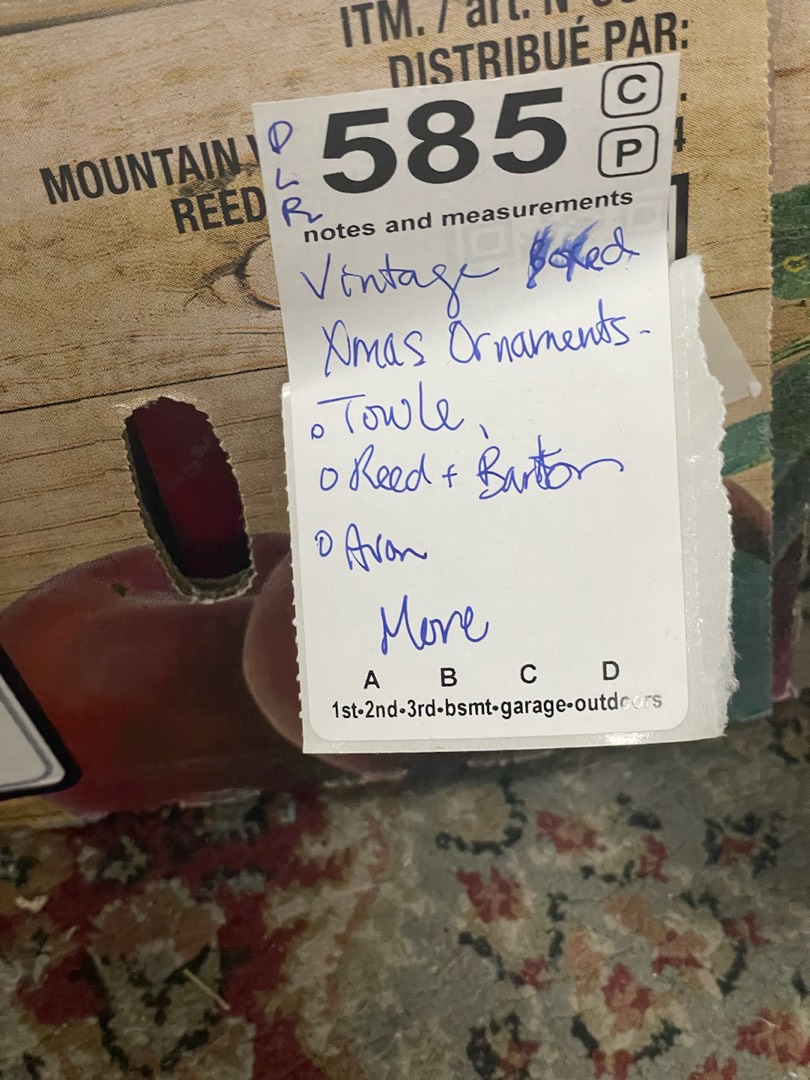 ITM. / art. N
DISTRIBUÉ PAR:
MOUNTAIN
REED
D
L
R
585
C
P
notes and measurements
Vintage Boxed
Xmas Ornaments-
o Towle,
o Reed + Barton
o Avon
More
A B C D
1st•2nd•3rd•bsmt•garage•outdoors